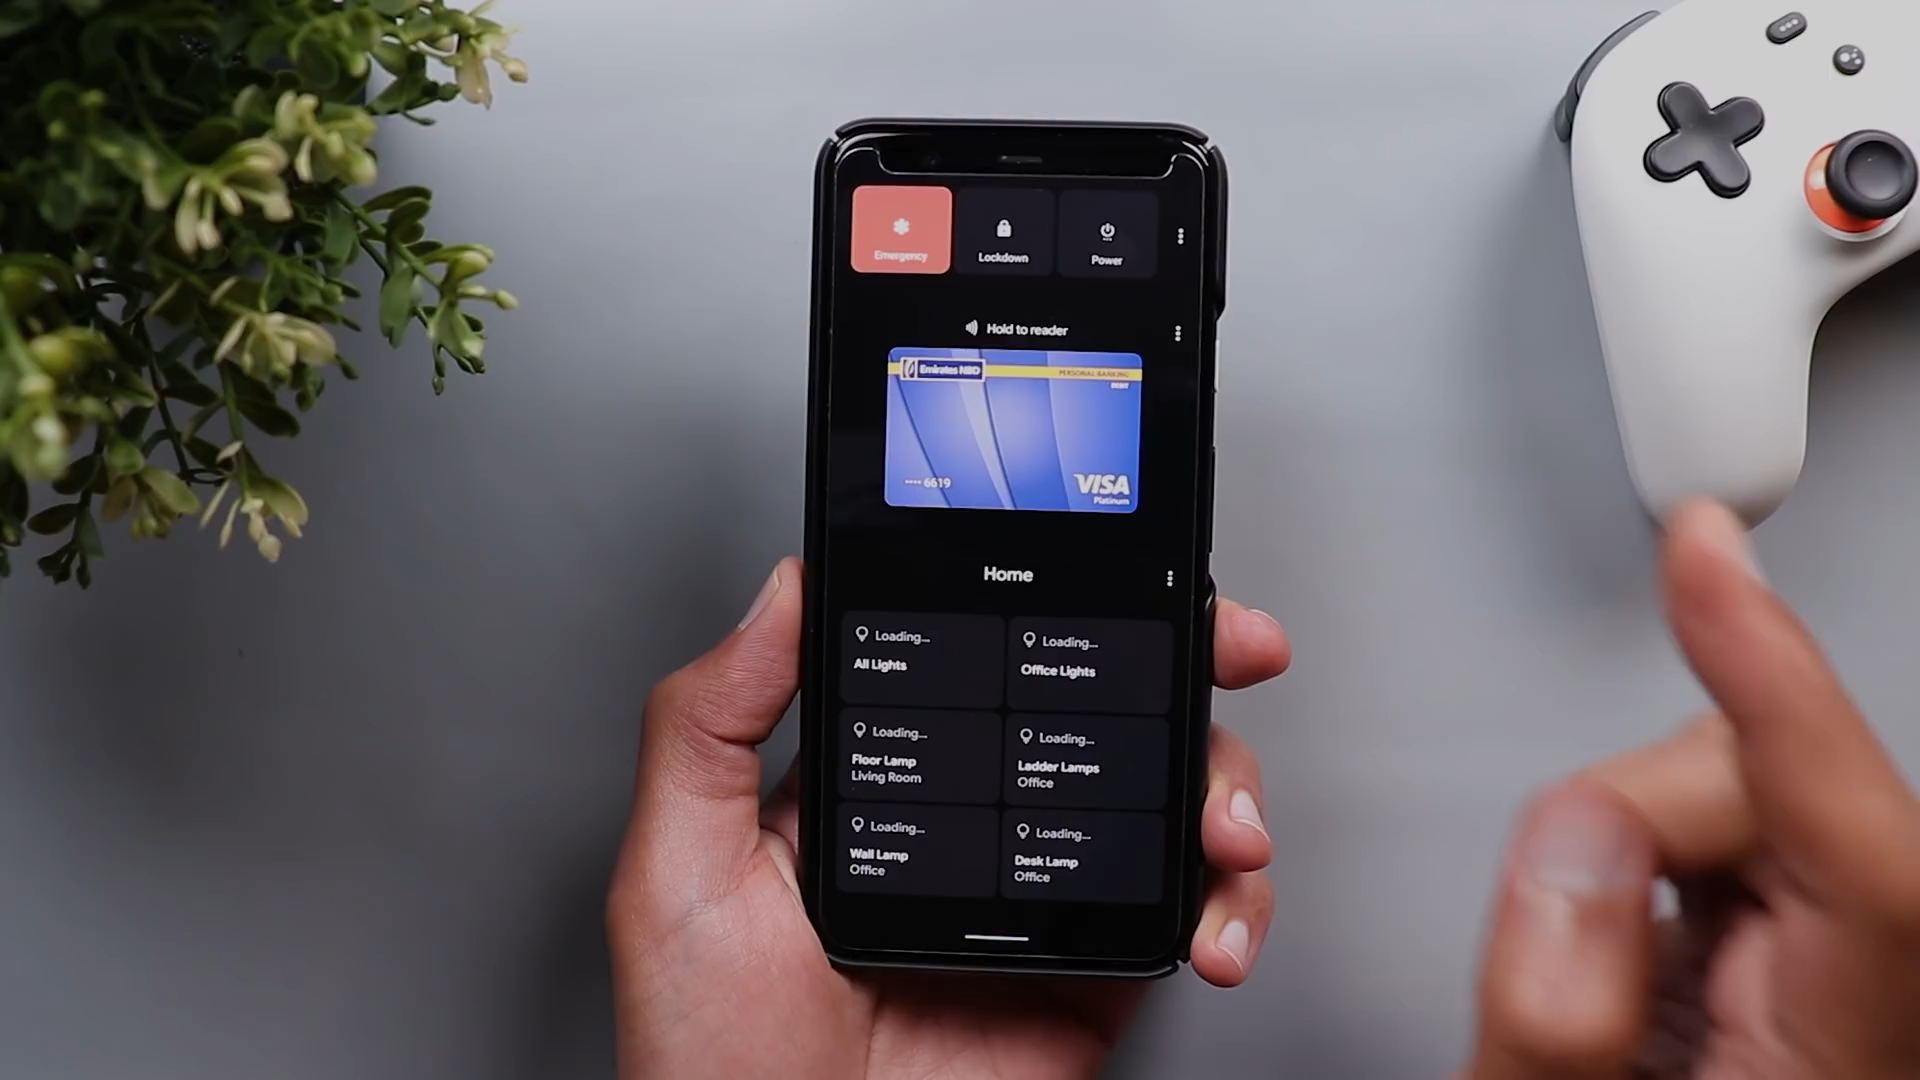 Emergency
Lockdown
Power
Hold to reader
Emirates NBD
PERSONAL BANKING
DEBIT
•••• 6619
VISA
Platinum
Home
Loading...
All Lights
Loading...
Office Lights
Loading...
Floor Lamp
Living Room
Loading...
Ladder Lamps
Office
Loading...
Wall Lamp
Office
Loading...
Desk Lamp
Office